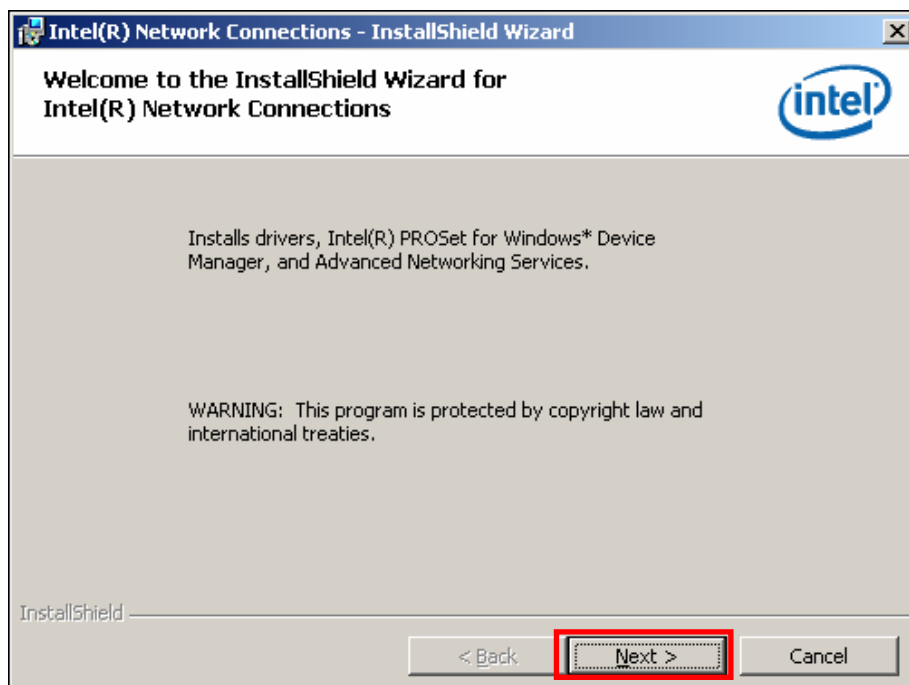 Intel(R) Network Connections - InstallShield Wizard
Welcome to the InstallShield Wizard for
Intel(R) Network Connections
intel
Installs drivers, Intel(R) PROSet for Windows* Device
Manager, and Advanced Networking Services.
WARNING: This program is protected by copyright law and
international treaties.
InstallShield
< Back
Next >
Cancel